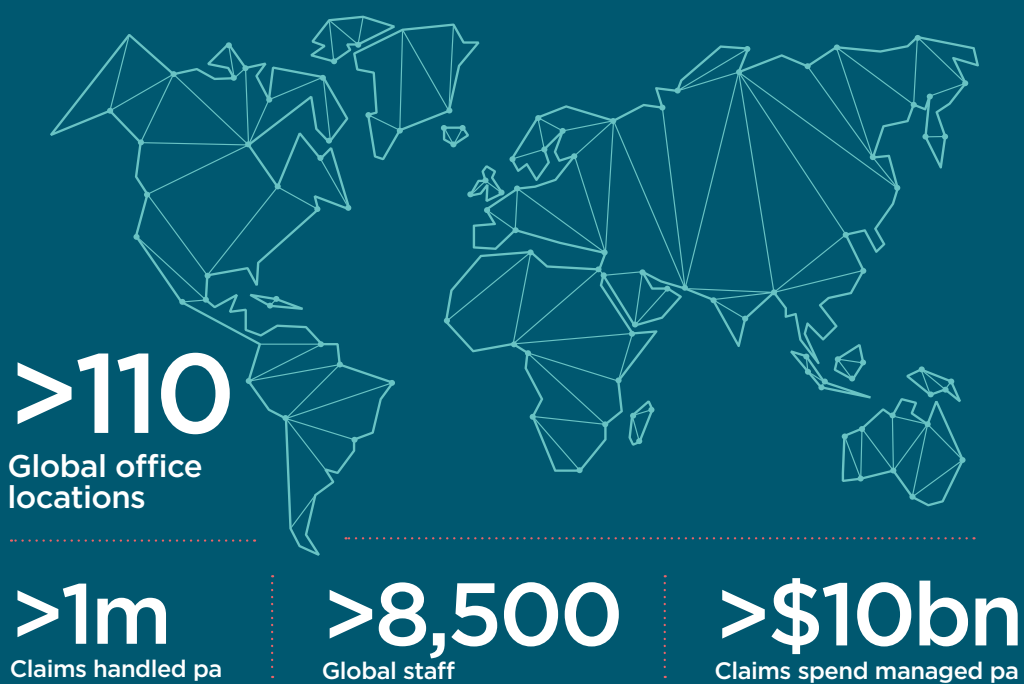 >110
Global office
locations
>1m
Claims handled pa
>8,500
Global staff
>$10bn
Claims spend managed pa